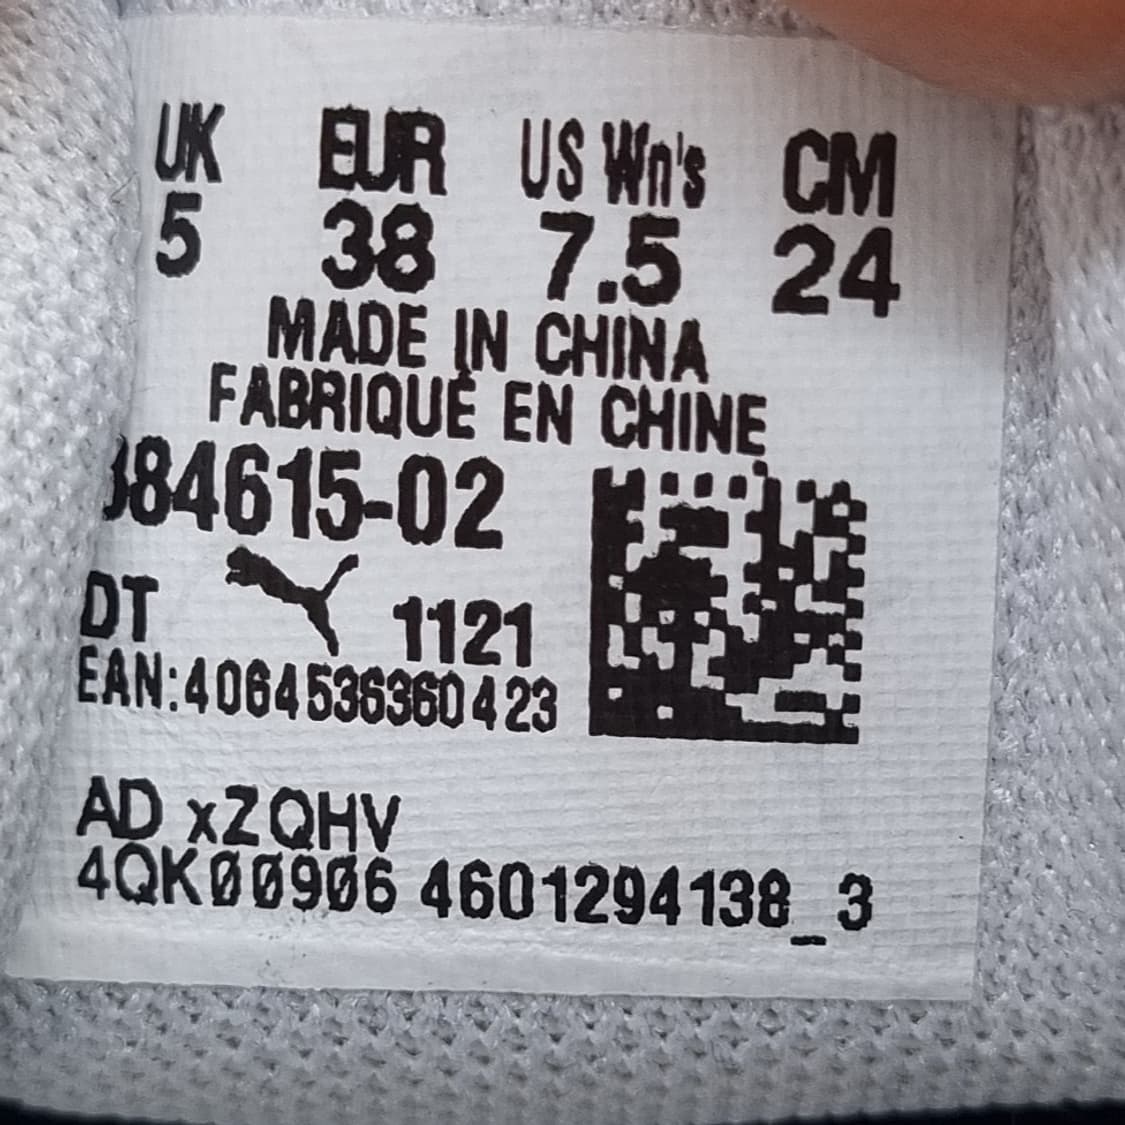 UK EUR US Wn's CM
5 38 7.5 24
MADE IN CHINA
FABRIQUÉ EN CHINE
384615-02
DT 1121
EAN:4064536360423
AD xZQHV
4QK00906 4601294138_3